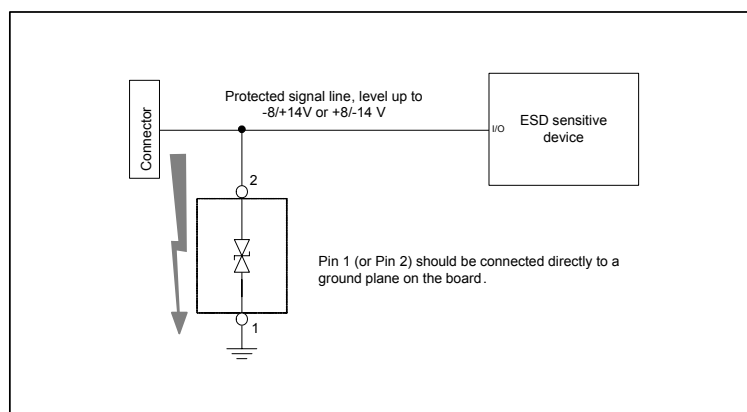 Protected signal line, level up to
-8/+14V or +8/-14 V
Connector
I/O
ESD sensitive
device
2
Pin 1 (or Pin 2) should be connected directly to a
ground plane on the board.
1